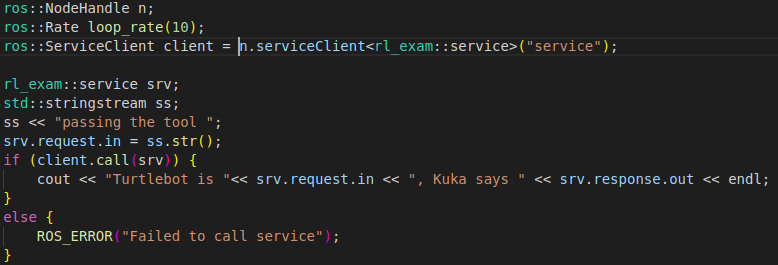 ros::NodeHandle n;
ros::Rate loop_rate(10);
ros::ServiceClient client = n.serviceClient<rl_exam::service>("service");
rl_exam::service srv;
std::stringstream ss;
ss << "passing the tool ";
srv.request.in = ss.str();
if (client.call(srv)) {
    cout << "Turtlebot is "<< srv.request.in << ", Kuka says " << srv.response.out << endl;
}
else {
    ROS_ERROR("Failed to call service");
}